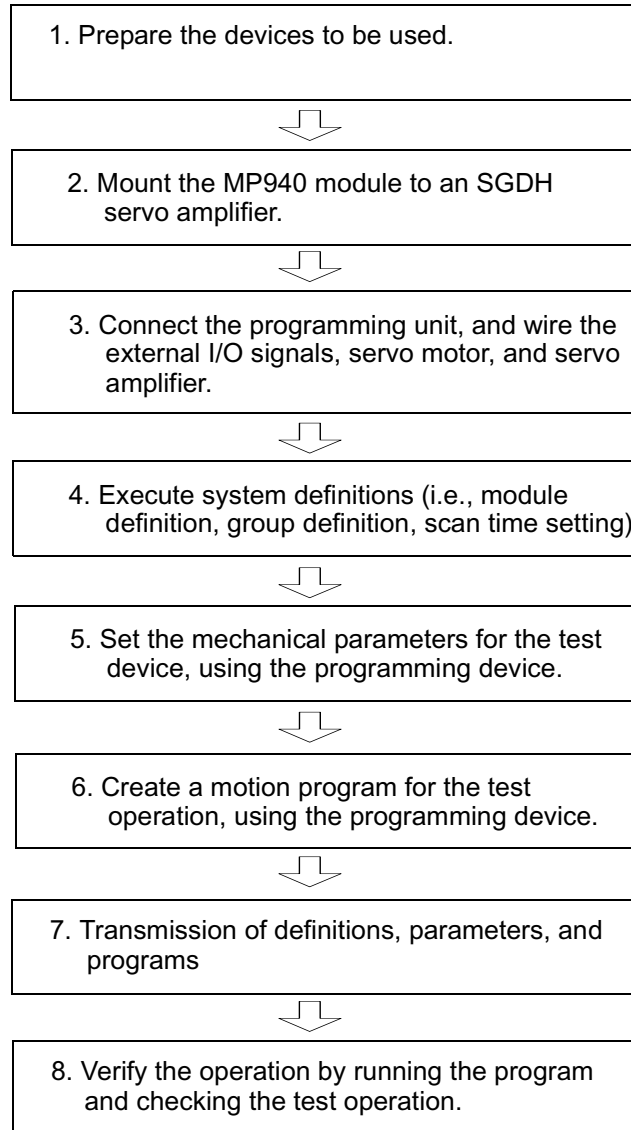 1. Prepare the devices to be used.
2. Mount the MP940 module to an SGDH
servo amplifier.
3. Connect the programming unit, and wire the
external I/O signals, servo motor, and servo
amplifier.
4. Execute system definitions (i.e., module
definition, group definition, scan time setting)
5. Set the mechanical parameters for the test
device, using the programming device.
6. Create a motion program for the test
operation, using the programming device.
7. Transmission of definitions, parameters, and
programs
8. Verify the operation by running the program
and checking the test operation.